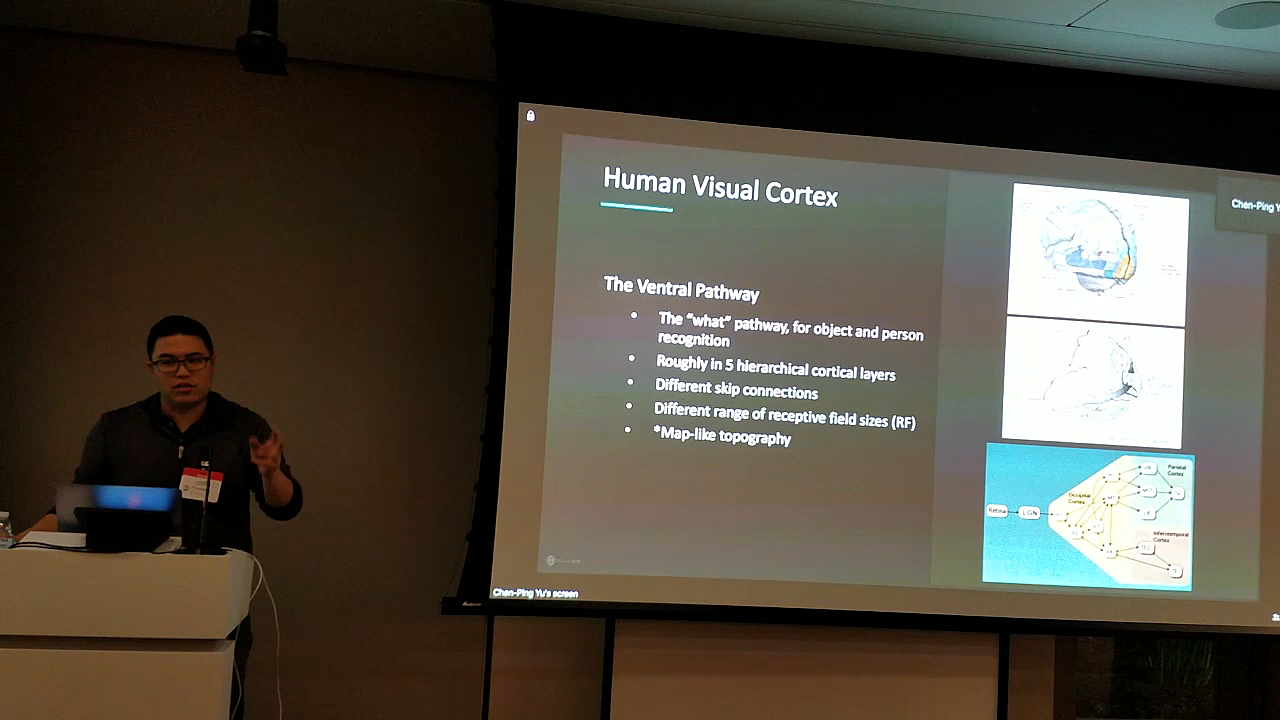 Human Visual Cortex
Chen-Ping Y
The Ventral Pathway
• The "what" pathway, for object and person
recognition
• Roughly in 5 hierarchical cortical layers
• Different skip connections
• Different range of receptive field sizes (RF)
• *Map-like topography
Parietal
Cortex
Occipital
Cortex
Retina
LGN
Inferotemporal
Cortex
Chen-Ping Yu's screen